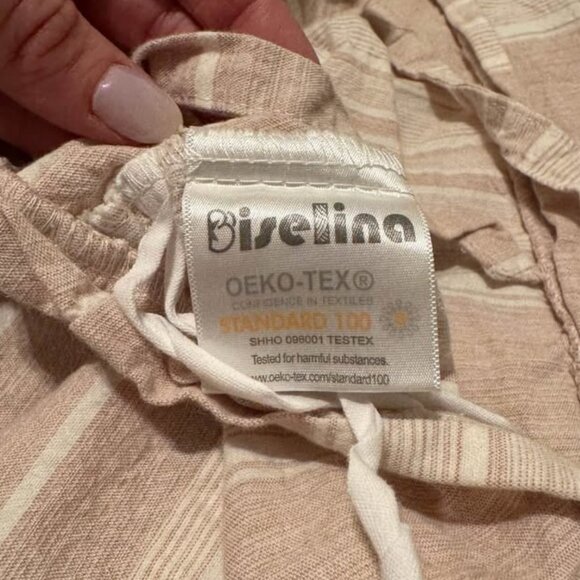 Biselina
OEKO-TEX®
CONFIDENCE IN TEXTILES
STANDARD 100
SHHO 096001 TESTEX
Tested for harmful substances.
www.oeko-tex.com/standard100